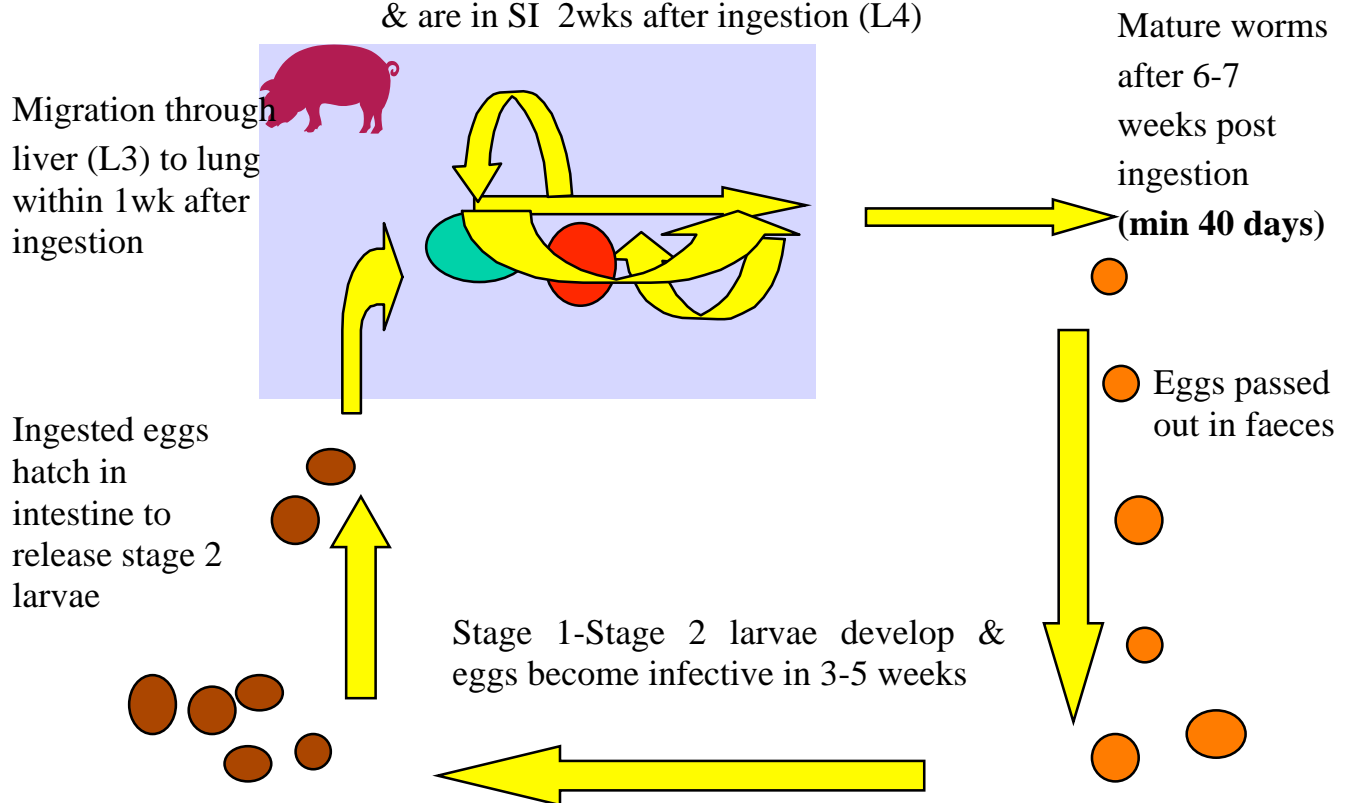 & are in SI 2wks after ingestion (L4)
Mature worms
after 6-7
weeks post
ingestion
(min 40 days)
Migration through
liver (L3) to lung
within 1wk after
ingestion
Eggs passed
out in faeces
Ingested eggs
hatch in
intestine to
release stage 2
larvae
Stage 1-Stage 2 larvae develop &
eggs become infective in 3-5 weeks